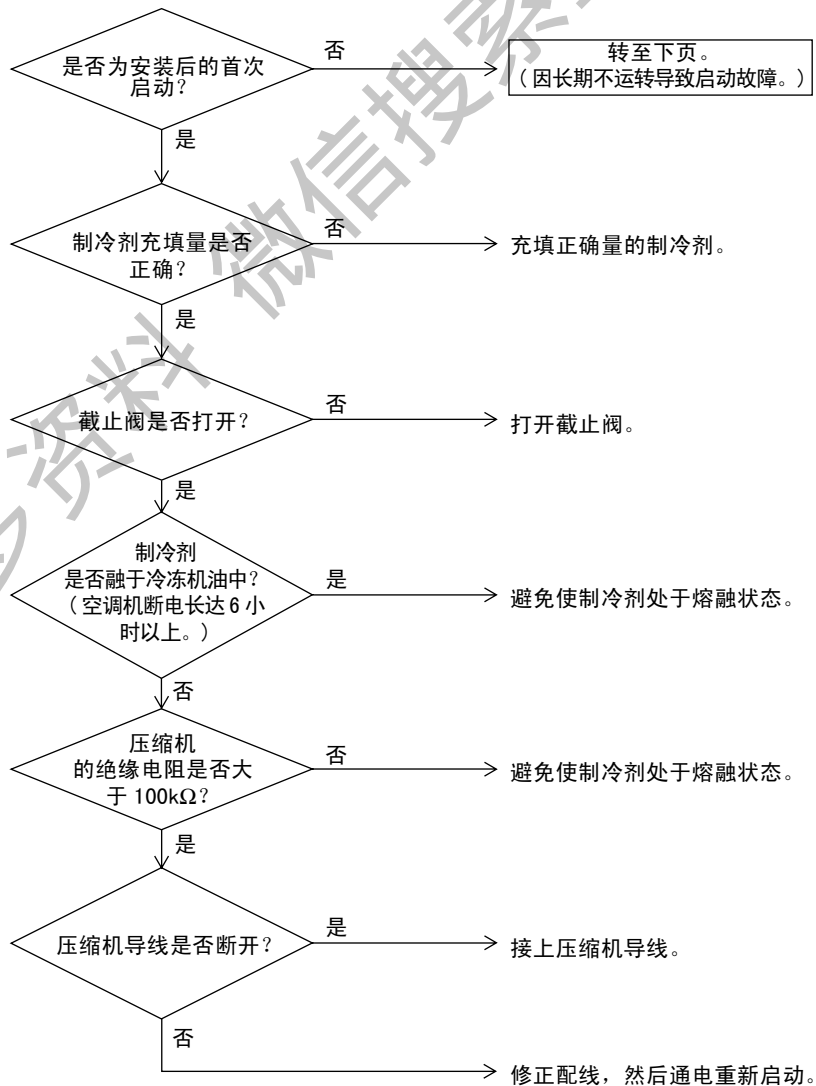 是否为安装后的首次
启动？
否
转至下页。
（因长期不运转导致启动故障。）
是
制冷剂充填量是否
正确？
否
充填正确量的制冷剂。
是
截止阀是否打开？
否
打开截止阀。
是
制冷剂
是否融于冷冻机油中？
（空调机断电长达 6 小
时以上。）
是
避免使制冷剂处于熔融状态。
否
压缩机
的绝缘电阻是否大
于 100kΩ？
否
避免使制冷剂处于熔融状态。
是
压缩机导线是否断开？
是
接上压缩机导线。
否
修正配线，然后通电重新启动。
多资料 微信搜索